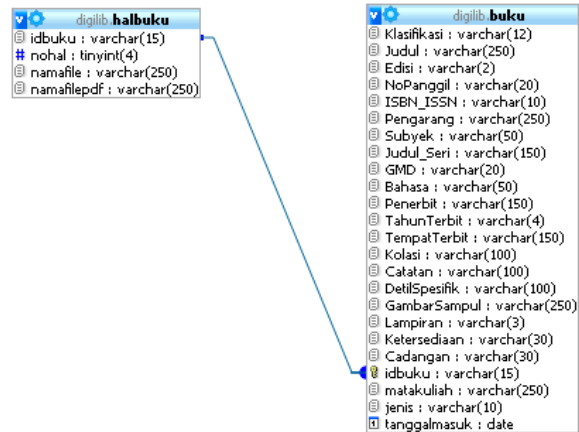 digilib.halbuku
idbuku : varchar(15)
# nohal : tinyint(4)
namafile : varchar(250)
namafilepdf : varchar(250)
digilib.buku
Klasifikasi : varchar(12)
Judul : varchar(250)
Edisi : varchar(2)
NoPanggil : varchar(20)
ISBN_ISSN : varchar(10)
Pengarang : varchar(250)
Subyek : varchar(50)
Judul_Seri : varchar(150)
GMD : varchar(20)
Bahasa : varchar(50)
Penerbit : varchar(150)
TahunTerbit : varchar(4)
TempatTerbit : varchar(150)
Kolasi : varchar(100)
Catatan : varchar(100)
DetilSpesifik : varchar(100)
GambarSampul : varchar(250)
Lampiran : varchar(3)
Ketersediaan : varchar(30)
Cadangan : varchar(30)
idbuku : varchar(15)
matakuliah : varchar(250)
jenis : varchar(10)
tanggalmasuk : date